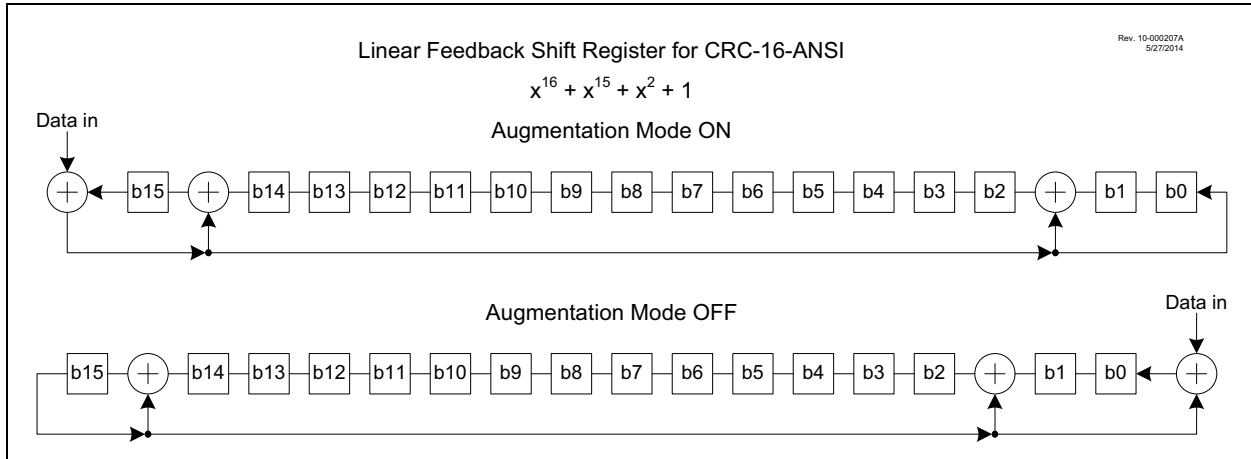 Linear Feedback Shift Register for CRC-16-ANSI
Rev. 10-000207A
5/27/2014
x^16 + x^15 + x^2 + 1
Data in
Augmentation Mode ON
b15 b14 b13 b12 b11 b10 b9 b8 b7 b6 b5 b4 b3 b2 b1 b0
Augmentation Mode OFF
Data in
b15 b14 b13 b12 b11 b10 b9 b8 b7 b6 b5 b4 b3 b2 b1 b0